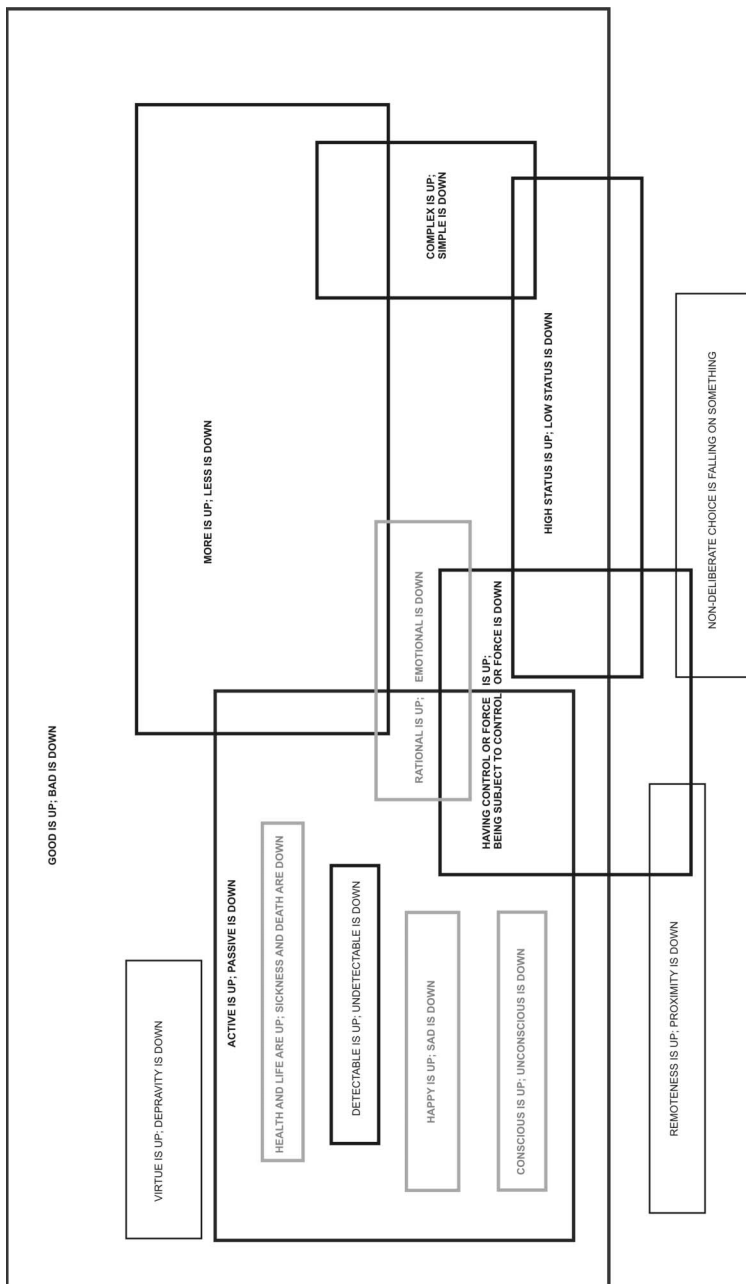 GOOD IS UP; BAD IS DOWN
VIRTUE IS UP; DEPRAVITY IS DOWN
MORE IS UP; LESS IS DOWN
ACTIVE IS UP; PASSIVE IS DOWN
HEALTH AND LIFE ARE UP; SICKNESS AND DEATH ARE DOWN
DETECTABLE IS UP; UNDETECTABLE IS DOWN
HAPPY IS UP; SAD IS DOWN
CONSCIOUS IS UP; UNCONSCIOUS IS DOWN
RATIONAL IS UP; EMOTIONAL IS DOWN
COMPLEX IS UP;
SIMPLE IS DOWN
HAVING CONTROL OR FORCE IS UP;
BEING SUBJECT TO CONTROL OR FORCE IS DOWN
HIGH STATUS IS UP; LOW STATUS IS DOWN
REMOTENESS IS UP; PROXIMITY IS DOWN
NON-DELIBERATE CHOICE IS FALLING ON SOMETHING